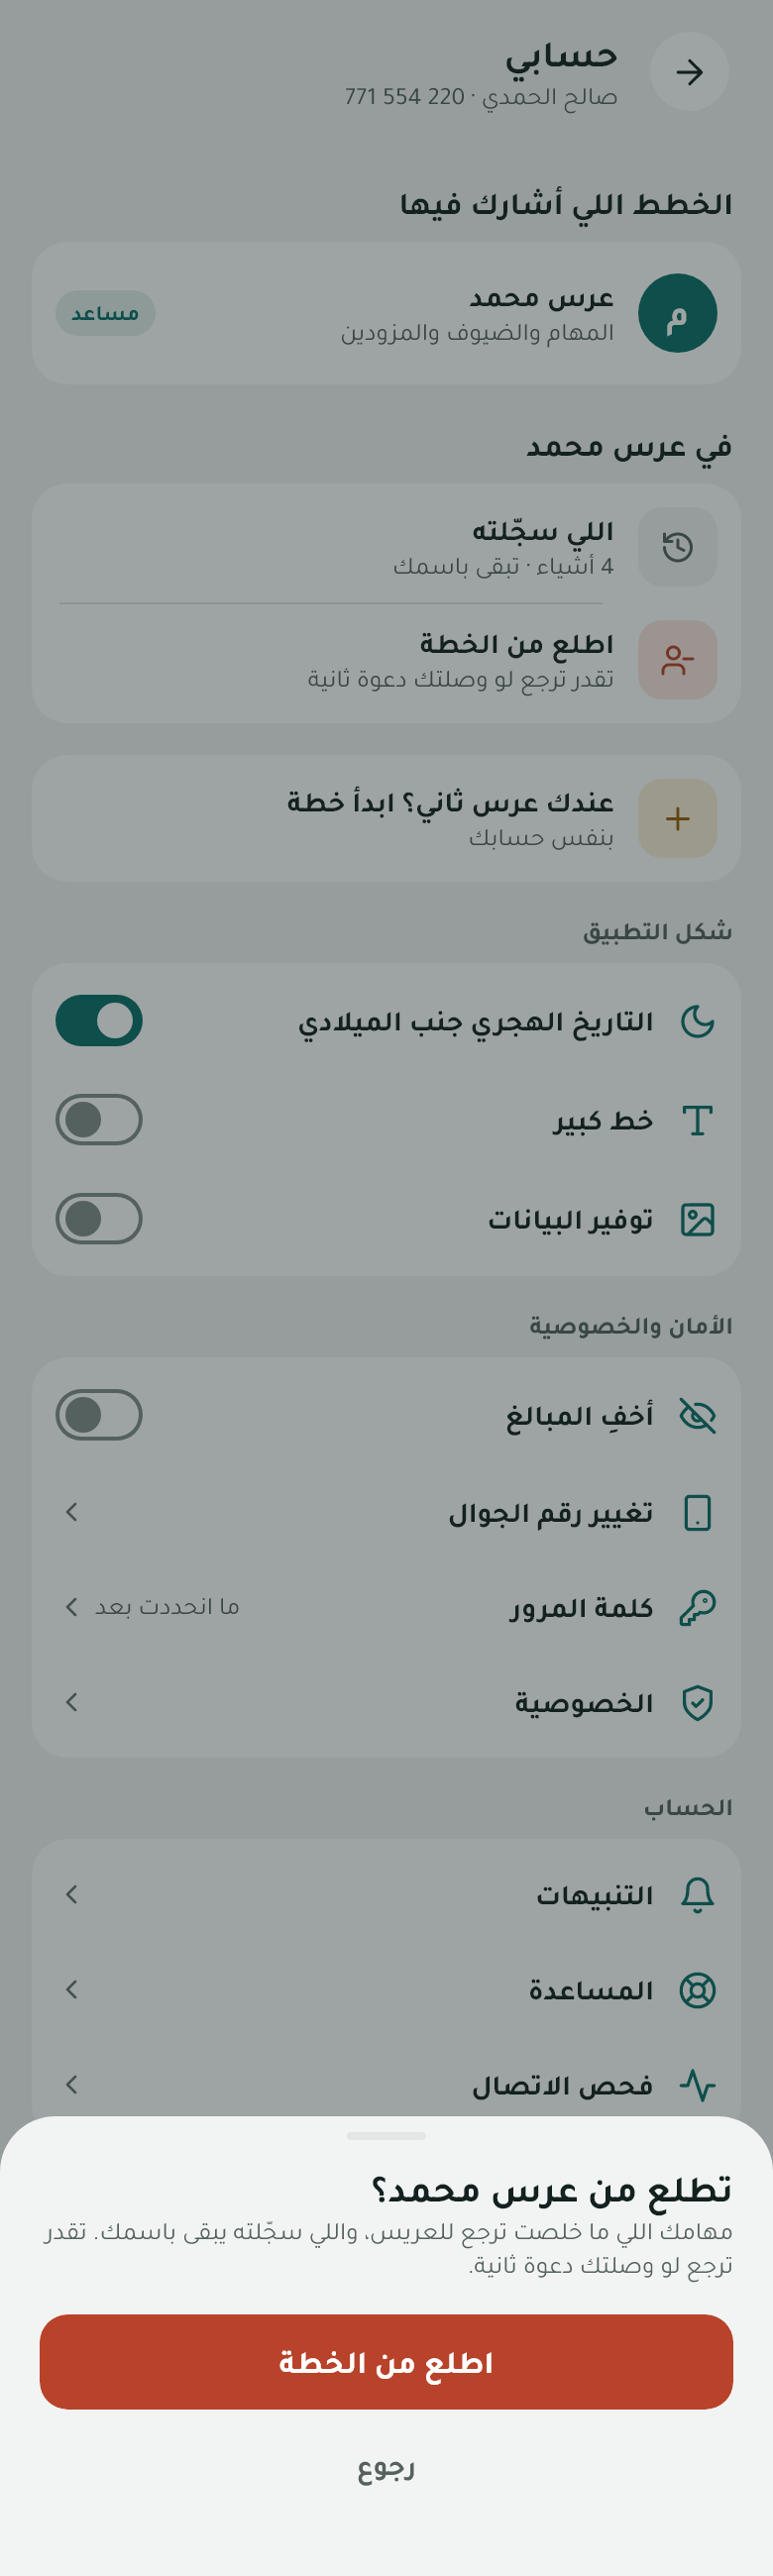 حسابي
صالح الحمدي · 220 554 771
الخطط اللي أشارك فيها
م
عرس محمد
المهام والضيوف والمزودين
مساعد
في عرس محمد
اللي سجّلته
4 أشياء · تبقى باسمك
اطلع من الخطة
تقدر ترجع لو وصلتك دعوة ثانية
عندك عرس ثاني؟ ابدأ خطة
بنفس حسابك
شكل التطبيق
التاريخ الهجري جنب الميلادي
خط كبير
توفير البيانات
الأمان والخصوصية
أخفِ المبالغ
تغيير رقم الجوال
كلمة المرور
ما انحددت بعد
الخصوصية
الحساب
التنبيهات
المساعدة
فحص الاتصال
تطلع من عرس محمد؟
مهامك اللي ما خلصت ترجع للعريس، واللي سجّلته يبقى باسمك. تقدر
ترجع لو وصلتك دعوة ثانية.
اطلع من الخطة
رجوع